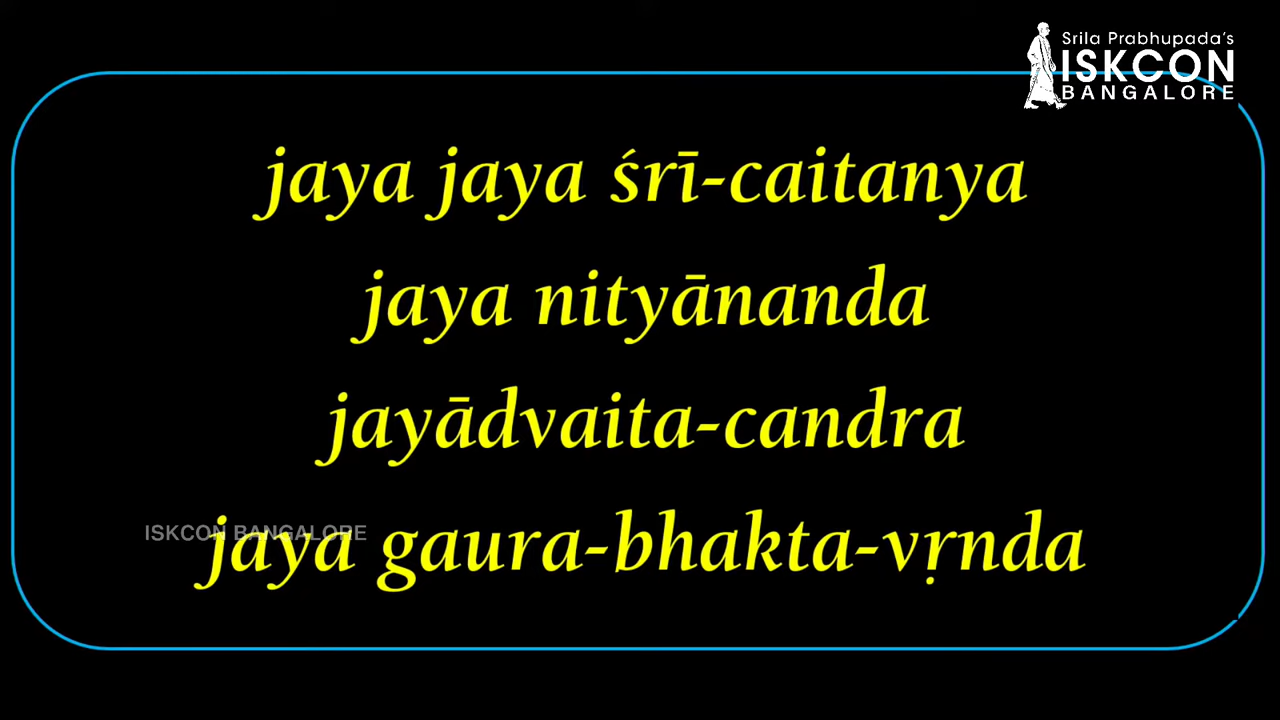 Srila Prabhupada's
ISKCON
BANGALORE
jaya jaya śrī-caitanya
jaya nityānanda
jayādvaita-candra
ISKCON BANGALORE
jaya gaura-bhakta-vṛnda